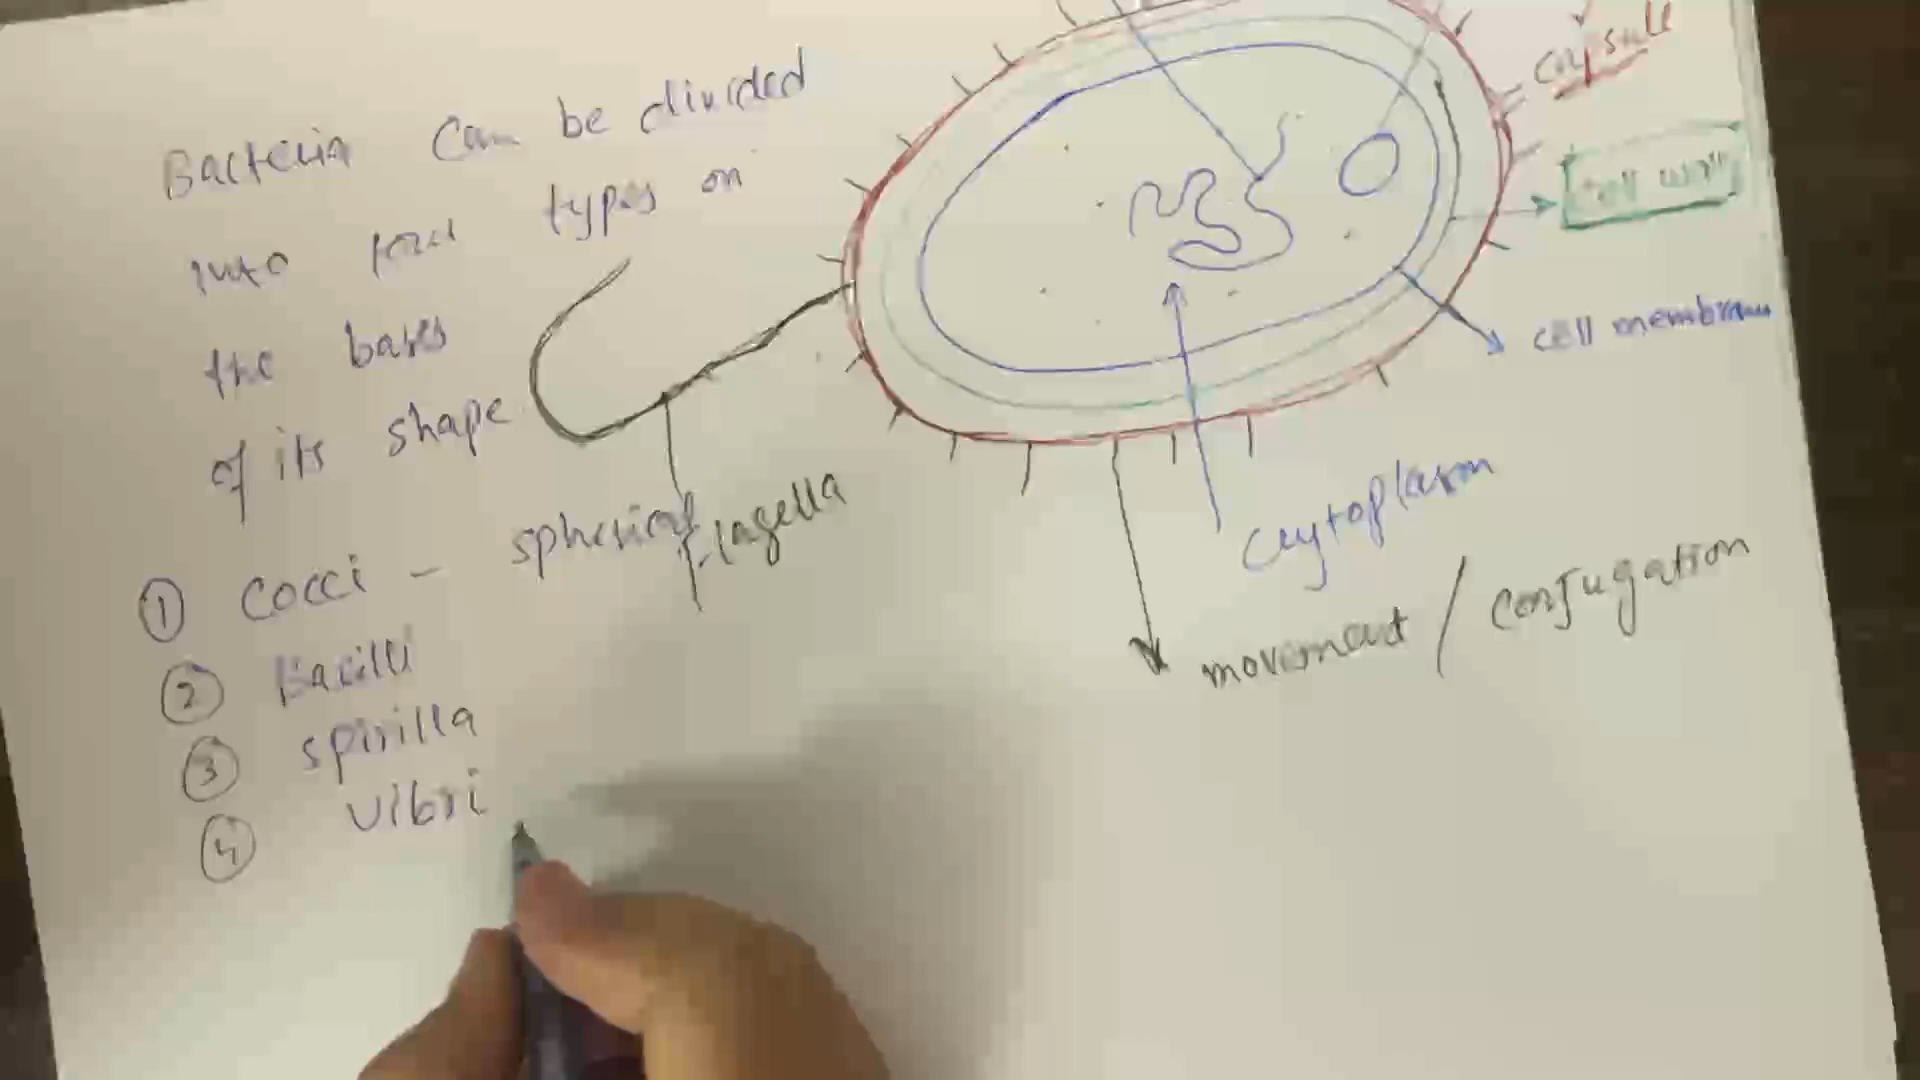 Bacteria can be divided
into four types on
the bases
of its shape
① cocci - spherical
② Bacilli
③ spirilla
④ vibri
capsule
cell wall
cell membrane
cytoplasm
flagella
movement / conjugation